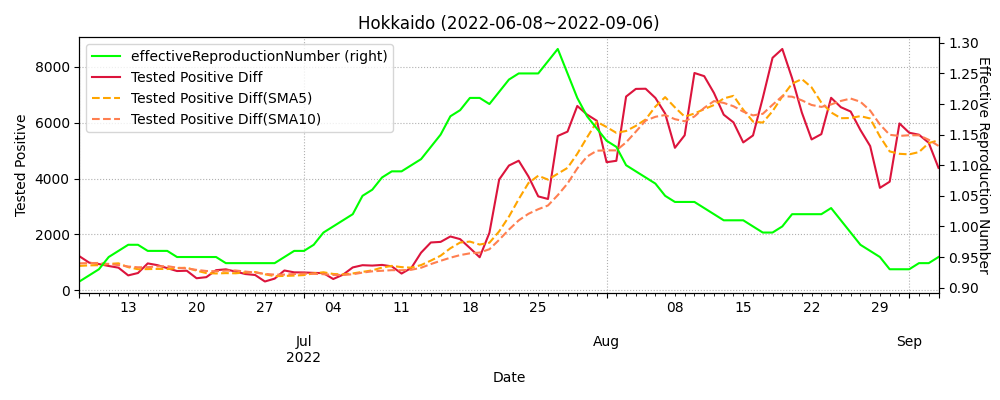 Hokkaido (2022-06-08~2022-09-06)
effectiveReproductionNumber (right)
Tested Positive Diff
Tested Positive Diff(SMA5)
Tested Positive Diff(SMA10)
Tested Positive
8000
6000
4000
2000
0
1.30
1.25
1.20
1.15
1.10
1.05
1.00
0.95
0.90
Effective Reproduction Number
13 20 27 04 11 18 25 08 15 22 29
Jul Aug Sep
2022
Date